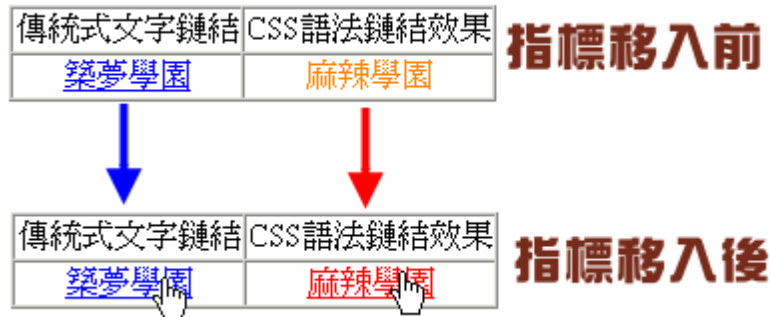 傳統式文字鏈結 CSS語法鏈結效果 指標移入前
築夢學園 麻辣學園
傳統式文字鏈結 CSS語法鏈結效果 指標移入後
築夢學園 麻辣學園